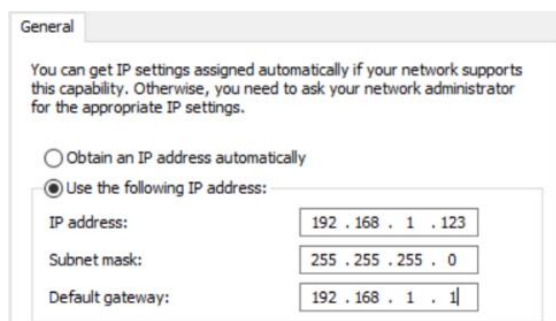 General
You can get IP settings assigned automatically if your network supports
this capability. Otherwise, you need to ask your network administrator
for the appropriate IP settings.
Obtain an IP address automatically
Use the following IP address:
IP address: 192 . 168 . 1 . 123
Subnet mask: 255 . 255 . 255 . 0
Default gateway: 192 . 168 . 1 . 1